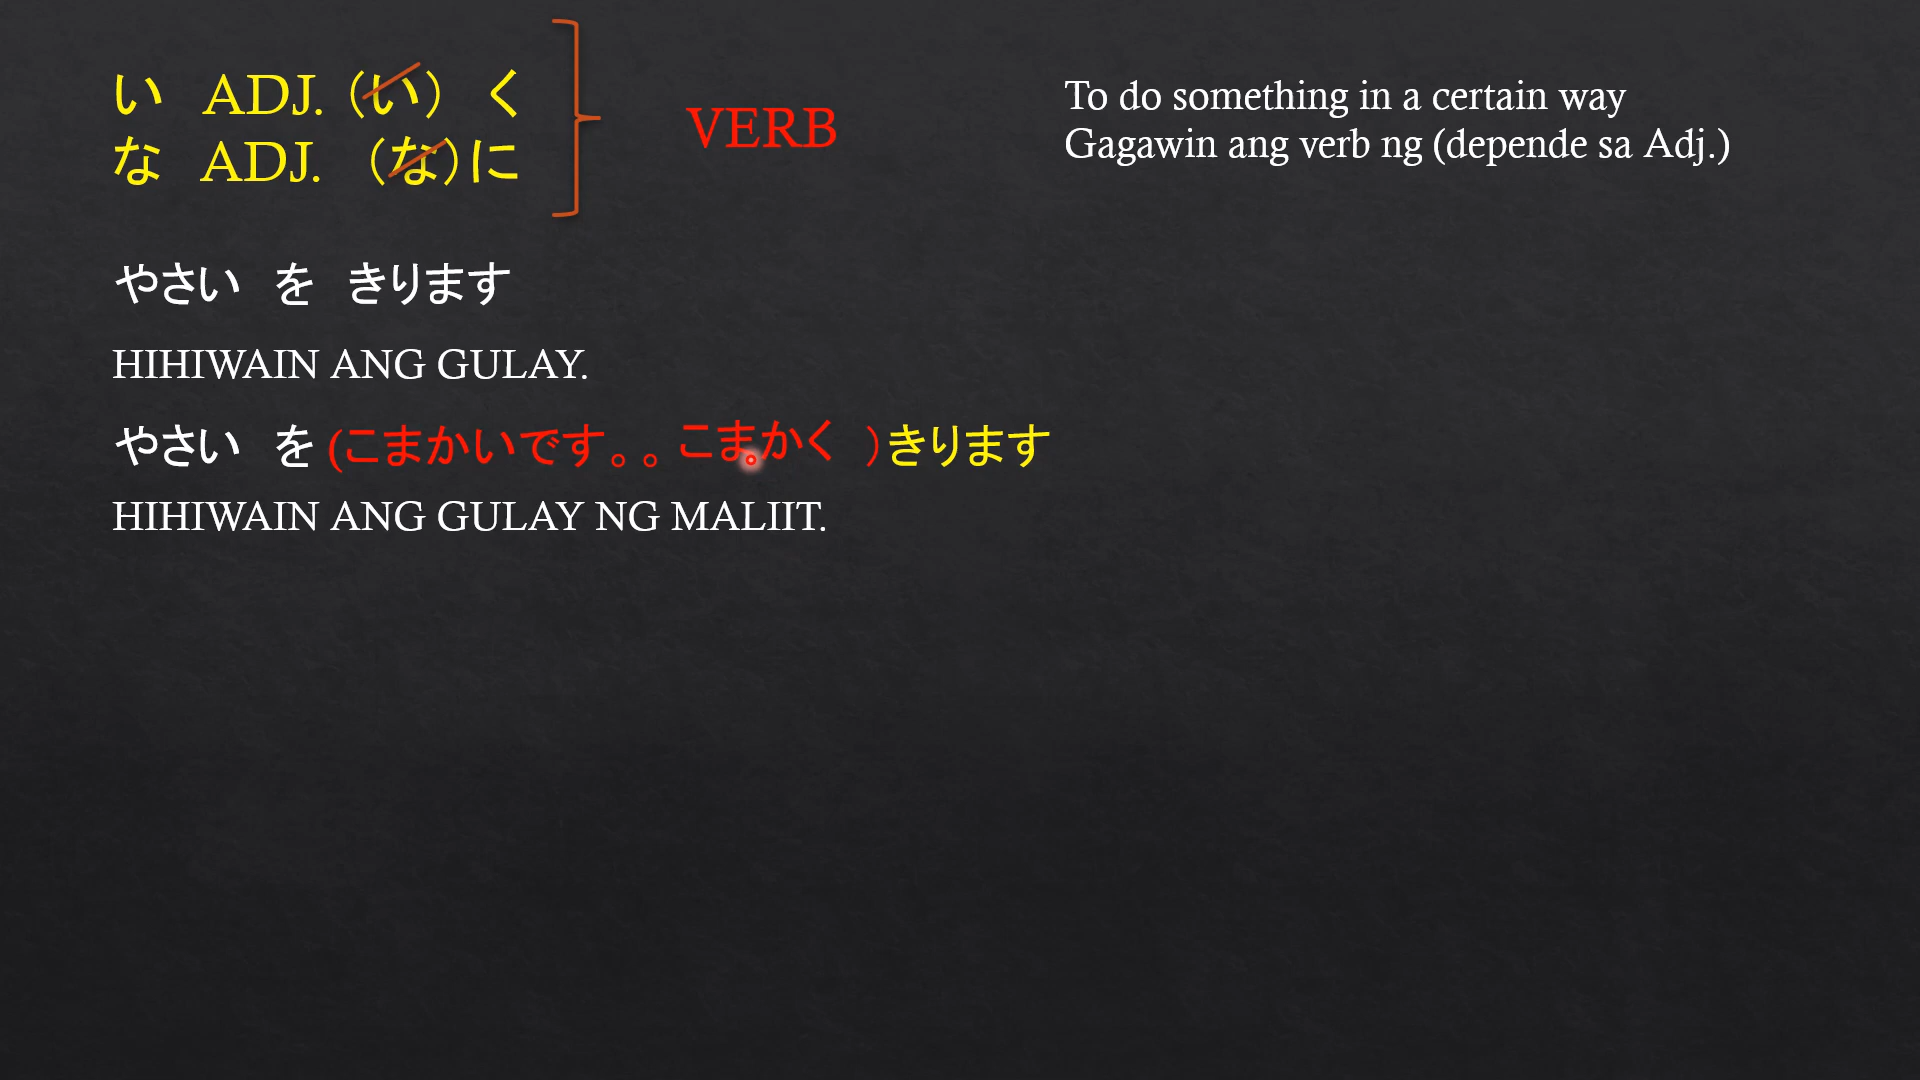 い ADJ. (い) く
な ADJ. (な)に
VERB
To do something in a certain way
Gagawin ang verb ng (depende sa Adj.)
やさい を きります
HIHIWAIN ANG GULAY.
やさい を (こまかいです。。こまかく )きります
HIHIWAIN ANG GULAY NG MALIIT.